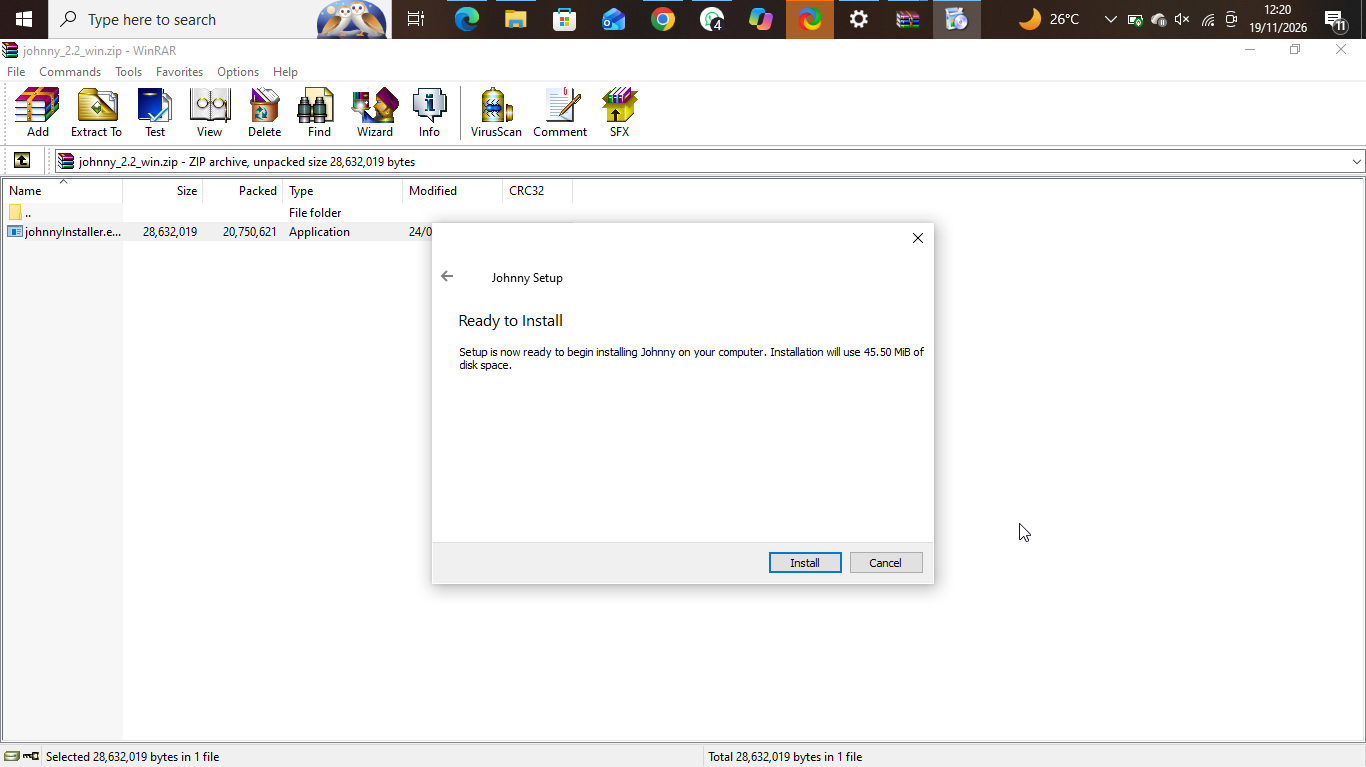 Type here to search
4
26°C
12:20
19/11/2026
11
johnny_2.2_win.zip - WinRAR
File Commands Tools Favorites Options Help
Add Extract To Test View Delete Find Wizard Info VirusScan Comment SFX
johnny_2.2_win.zip - ZIP archive, unpacked size 28,632,019 bytes
Name Size Packed Type Modified CRC32
.. File folder
johnnyInstaller.e... 28,632,019 20,750,621 Application 24/0
Johnny Setup
Ready to Install
Setup is now ready to begin installing Johnny on your computer. Installation will use 45.50 MiB of
disk space.
Install Cancel
Selected 28,632,019 bytes in 1 file Total 28,632,019 bytes in 1 file